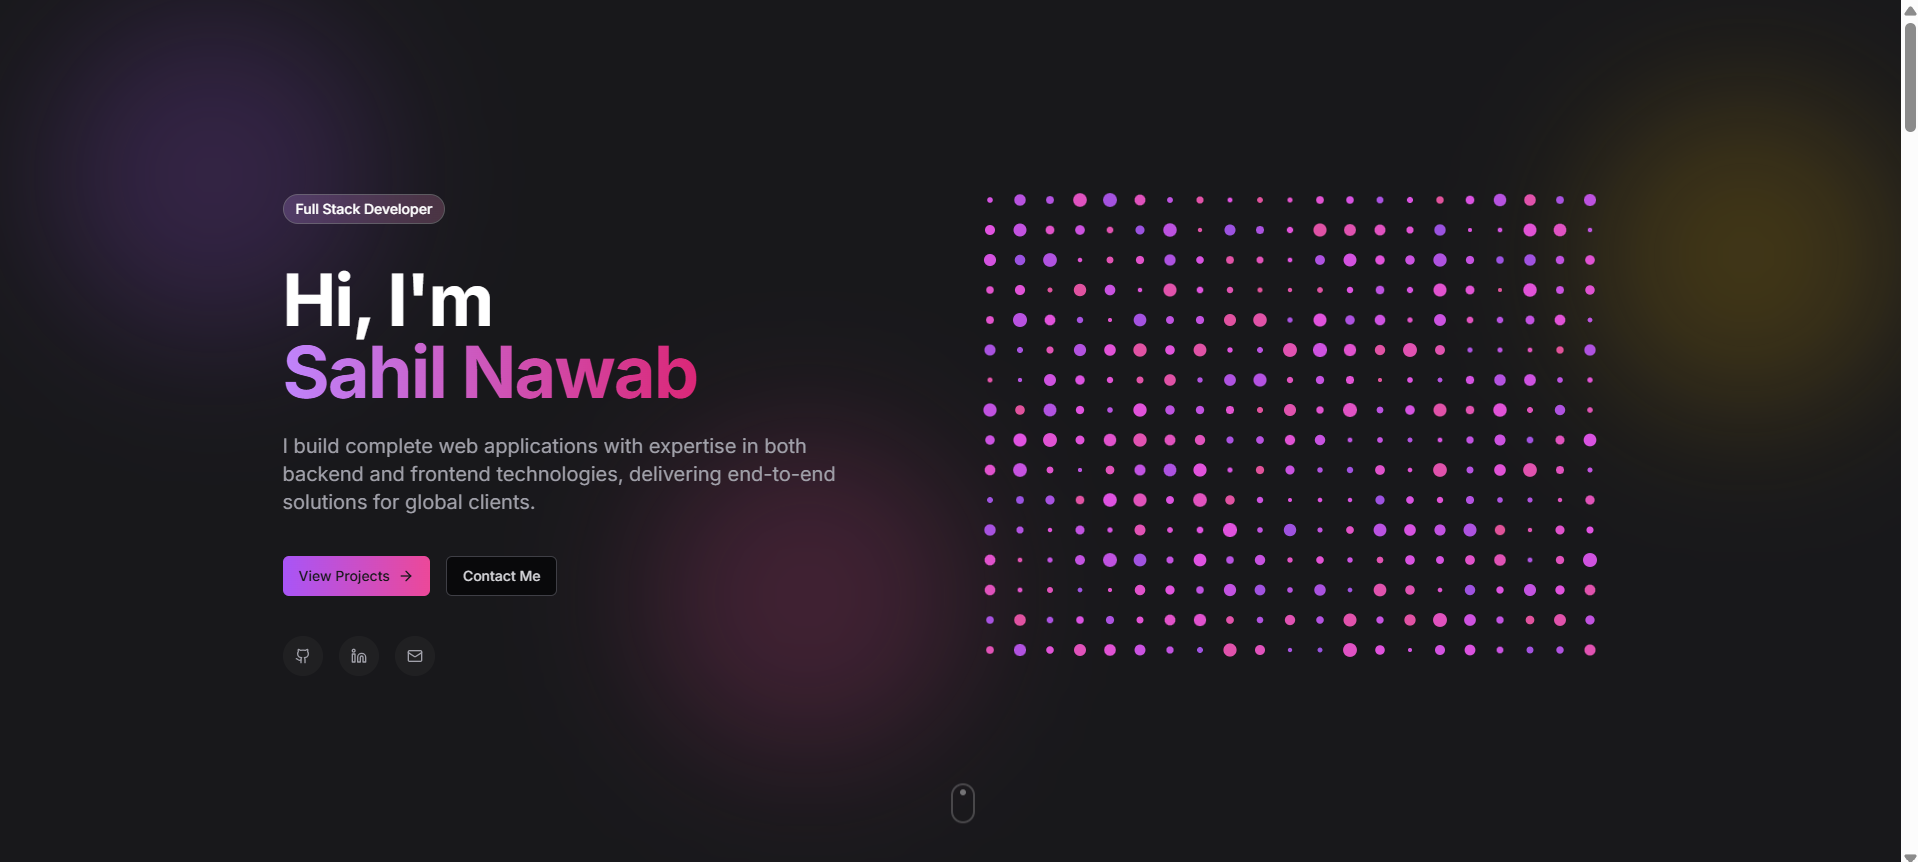 Full Stack Developer
Hi, I'm
Sahil Nawab
I build complete web applications with expertise in both
backend and frontend technologies, delivering end-to-end
solutions for global clients.
View Projects
Contact Me